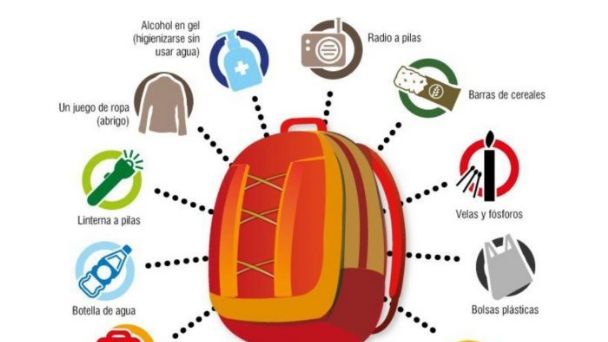 Alcohol en gel
(higienizarse sin
usar agua)
Radio a pilas
Barras de cereales
Un juego de ropa
(abrigo)
Linterna a pilas
Velas y fósforos
Botella de agua
Bolsas plásticas